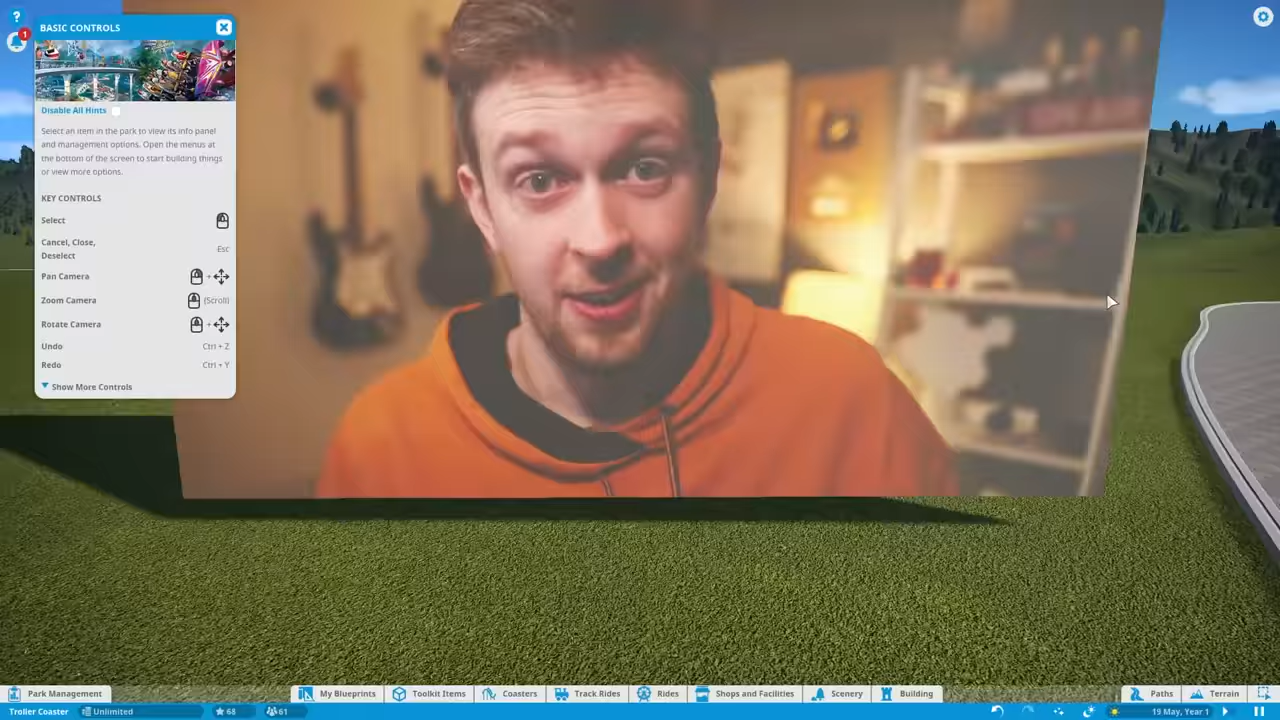 ?
1
BASIC CONTROLS
Disable All Hints
Select an item in the park to view its info panel
and management options. Open the menus at
the bottom of the screen to start building things
or view more options.
KEY CONTROLS
Select
Cancel, Close,
Deselect
Esc
Pan Camera
+
Zoom Camera
(Scroll)
Rotate Camera
+
Undo
Ctrl + Z
Redo
Ctrl + Y
Show More Controls
Park Management
My Blueprints
Toolkit Items
Coasters
Track Rides
Rides
Shops and Facilities
Scenery
Building
Paths
Terrain
Troller Coaster
Unlimited
68
61
19 May, Year 1